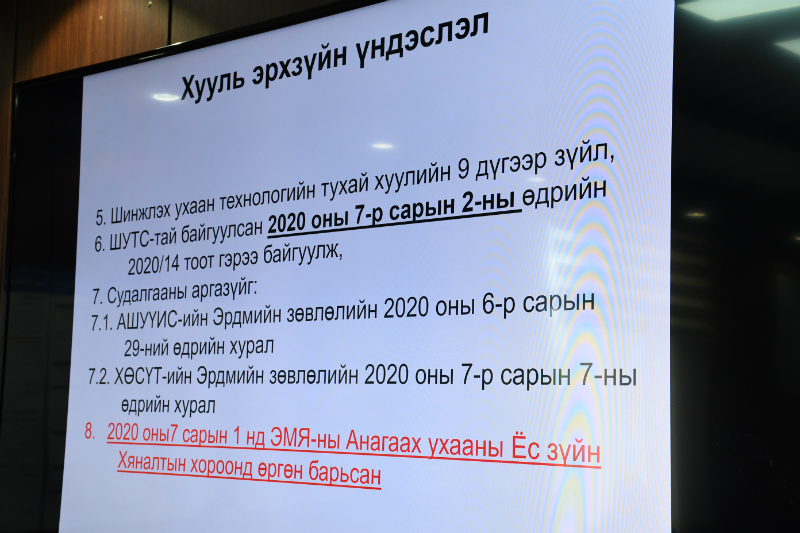 Хууль эрхзүйн үндэслэл
5. Шинжлэх ухаан технологийн тухай хуулийн 9 дүгээр зүйл,
6. ШУТС-тай байгуулсан 2020 оны 7-р сарын 2-ны өдрийн
2020/14 тоот гэрээ байгуулж,
7. Судалгааны аргазүйг:
7.1. АШУҮИС-ийн Эрдмийн зөвлөлийн 2020 оны 6-р сарын
29-ний өдрийн хурал
7.2. ХӨСҮТ-ийн Эрдмийн зөвлөлийн 2020 оны 7-р сарын 7-ны
өдрийн хурал
8. 2020 оны7 сарын 1 нд ЭМЯ-ны Анагаах ухааны Ёс зүйн
Хяналтын хороонд өргөн барьсан